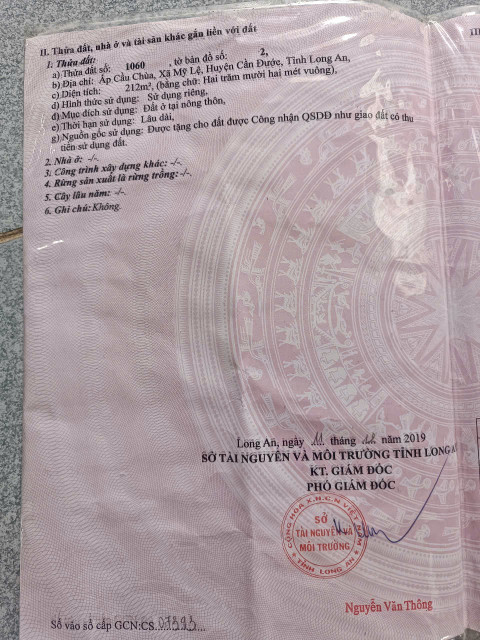 II. Thửa đất, nhà ở và tài sản khác gắn liền với đất
1. Thửa đất:
a) Thửa đất số: 1060 , tờ bản đồ số: 2,
b) Địa chỉ: Ấp Cầu Chùa, Xã Mỹ Lệ, Huyện Cần Đước, Tỉnh Long An,
c) Diện tích: 212m², (bằng chữ: Hai trăm mười hai mét vuông),
d) Hình thức sử dụng: Sử dụng riêng,
đ) Mục đích sử dụng: Đất ở tại nông thôn,
e) Thời hạn sử dụng: Lâu dài,
g) Nguồn gốc sử dụng: Được tặng cho đất được Công nhận QSDĐ như giao đất có thu
tiền sử dụng đất.
2. Nhà ở: -/-
3. Công trình xây dựng khác: -/-
4. Rừng sản xuất là rừng trồng: -/-
5. Cây lâu năm: -/-
6. Ghi chú: Không.
III
Long An, ngày tháng năm 2019
SỞ TÀI NGUYÊN VÀ MÔI TRƯỜNG TỈNH LONG A
KT. GIÁM ĐỐC
PHÓ GIÁM ĐỐC
CỘNG HÒA X.H.C.N VIỆT NAM
SỞ
TÀI NGUYÊN VÀ
MÔI TRƯỜNG
TỈNH LONG AN
Nguyễn Văn Thông
Số vào sổ cấp GCN:CS